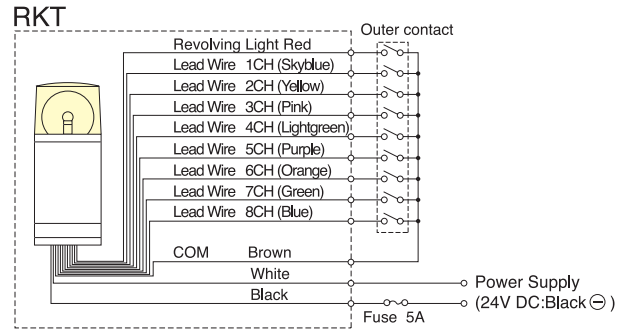 RKT
Outer contact
Revolving Light Red
Lead Wire 1CH (Skyblue)
Lead Wire 2CH (Yellow)
Lead Wire 3CH (Pink)
Lead Wire 4CH (Lightgreen)
Lead Wire 5CH (Purple)
Lead Wire 6CH (Orange)
Lead Wire 7CH (Green)
Lead Wire 8CH (Blue)
COM Brown
White
Black
Power Supply
(24V DC:Black ⊖ )
Fuse 5A